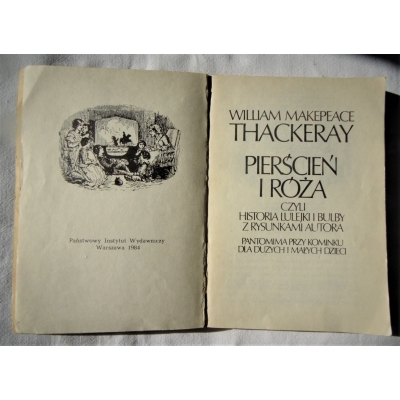 Państwowy Instytut Wydawniczy
Warszawa 1984
WILLIAM MAKEPEACE
THACKERAY
PIERŚCIEŃ
I RÓŻA
CZYLI
HISTORIA LULEJKI I BULBY
Z RYSUNKAMI AUTORA
PANTOMIMA PRZY KOMINKU
DLA DUŻYCH I MAŁYCH DZIECI